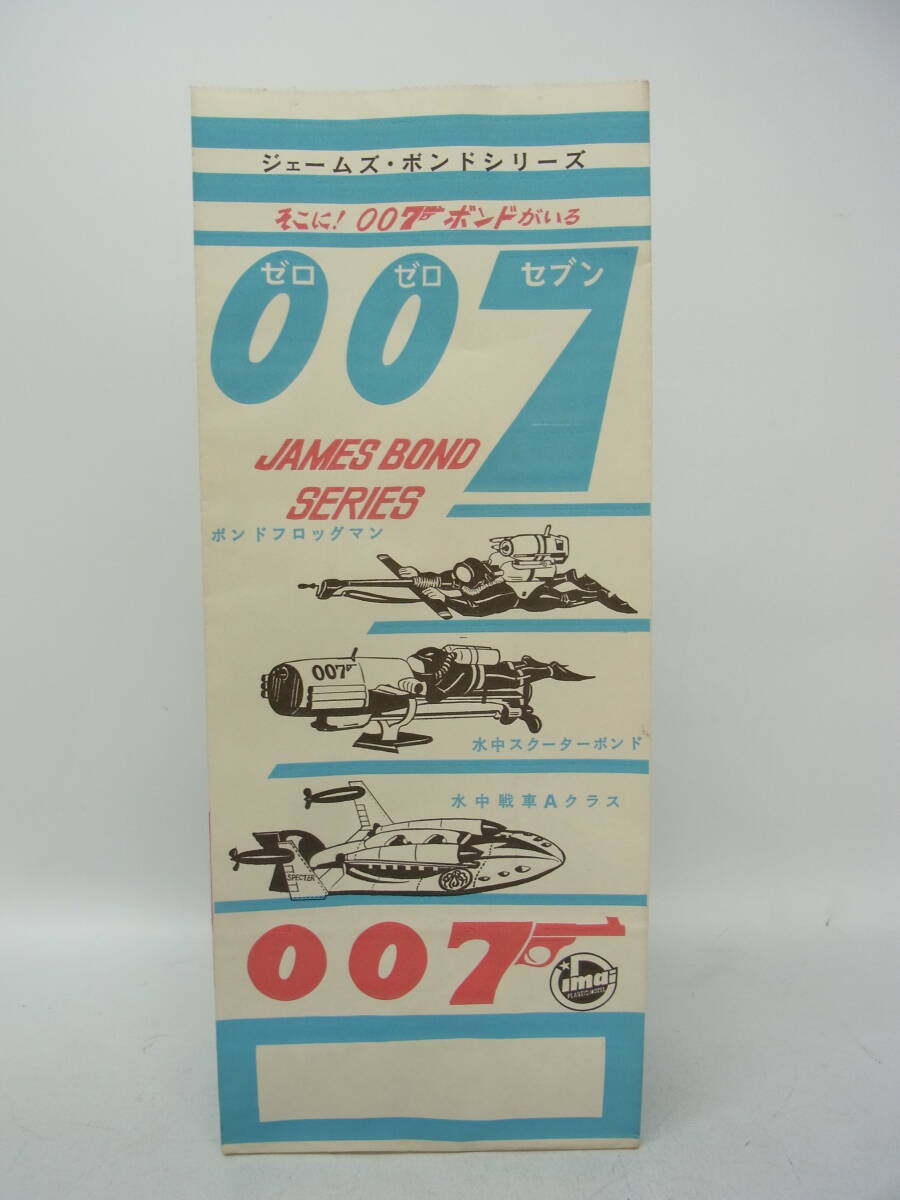 ジェームズ・ボンドシリーズ
そこに! 007 ボンドがいる
ゼロ ゼロ セブン
007
JAMES BOND
SERIES
ボンドフロッグマン
007
水中スクーターボンド
水中戦車Aクラス
SPECTER
007
imai
PLASTIC MODEL